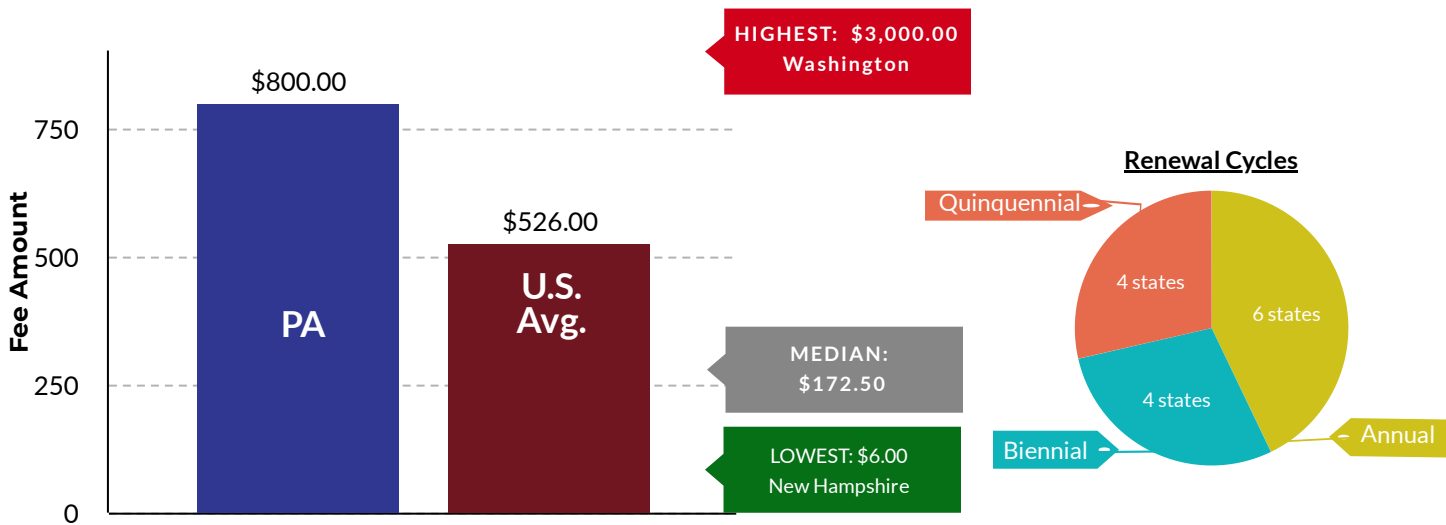 HIGHEST: $3,000.00
Washington
$800.00
750
Renewal Cycles
Quinquennial
$526.00
500
Fee Amount
U.S.
Avg.
PA
4 states
6 states
MEDIAN:
$172.50
250
4 states
Annual
Biennial
LOWEST: $6.00
New Hampshire
0